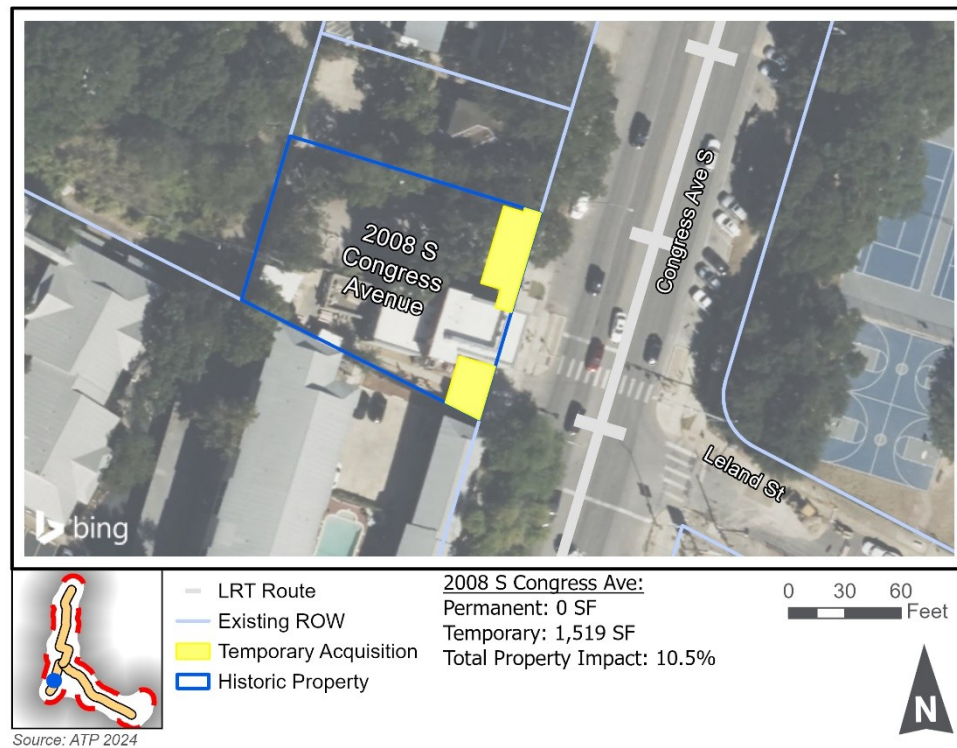 2008 S
Congress
Avenue
Congress Ave S
Leland St
bing
LRT Route
Existing ROW
Temporary Acquisition
Historic Property
2008 S Congress Ave:
Permanent: 0 SF
Temporary: 1,519 SF
Total Property Impact: 10.5%
0 30 60
Feet
N
Source: ATP 2024